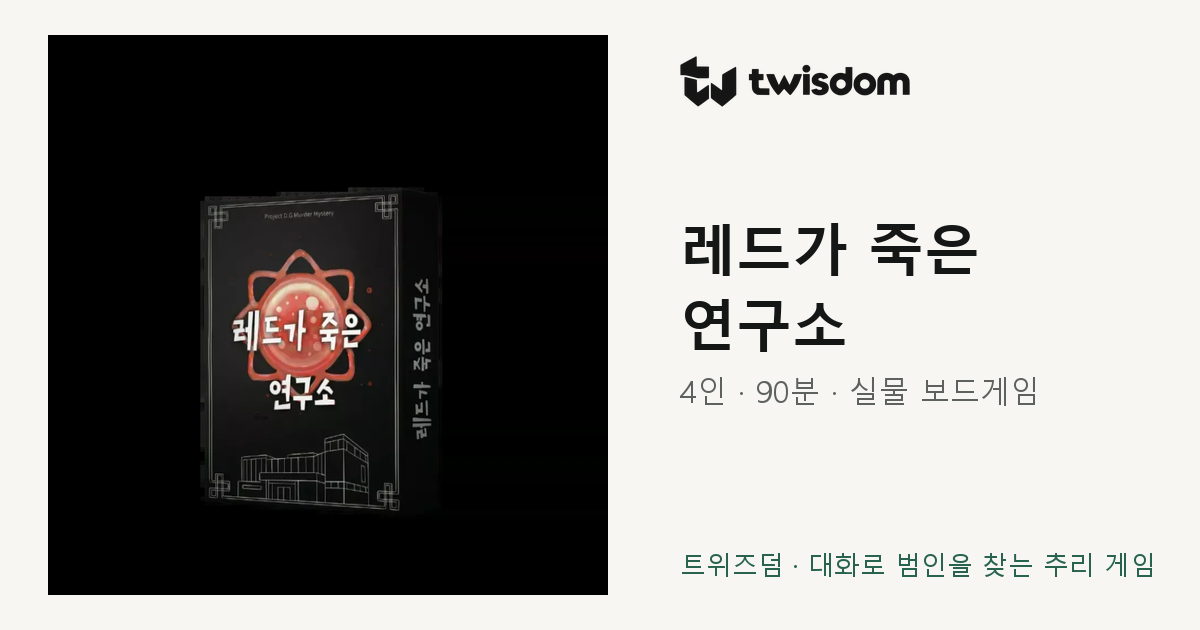 Project D.G.Murder Mystery
레드가 죽은
연구소
레드가 죽은 연구소
twisdom
레드가 죽은
연구소
4인 · 90분 · 실물 보드게임
트위즈덤 · 대화로 범인을 찾는 추리 게임